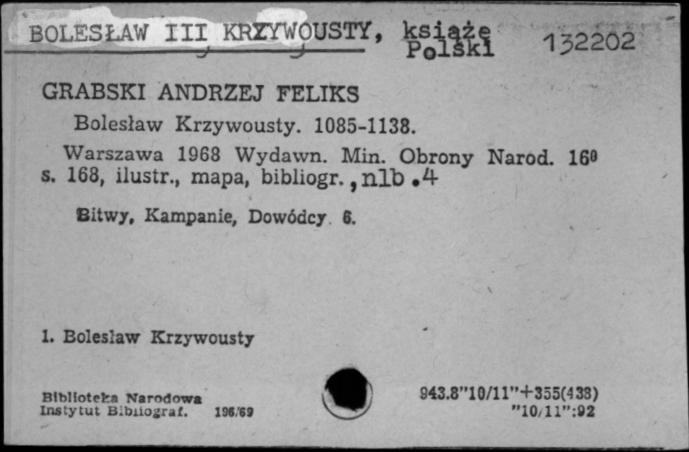 BOLESŁAW III KRZYWOUSTY, książę Polski 132202
GRABSKI ANDRZEJ FELIKS
Bolesław Krzywousty. 1085-1138.
Warszawa 1968 Wydawn. Min. Obrony Narod. 16⁰
s. 168, ilustr., mapa, bibliogr., nlb .4
Bitwy, Kampanie, Dowódcy. 6.
1. Bolesław Krzywousty
Biblioteka Narodowa
Instytut Bibliograf. 196/69
943.8"10/11"+355(438)
"10/11":92